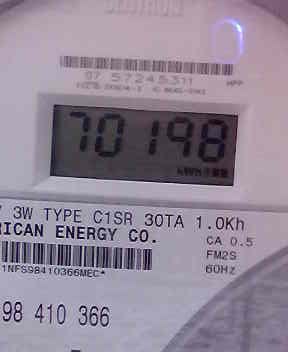 07 57245311
70198
3W TYPE C1SR 30TA 1.0Kh
RICAN ENERGY CO.
CA 0.5
FM2S
60Hz
1NFS98410366MEC*
98 410 366